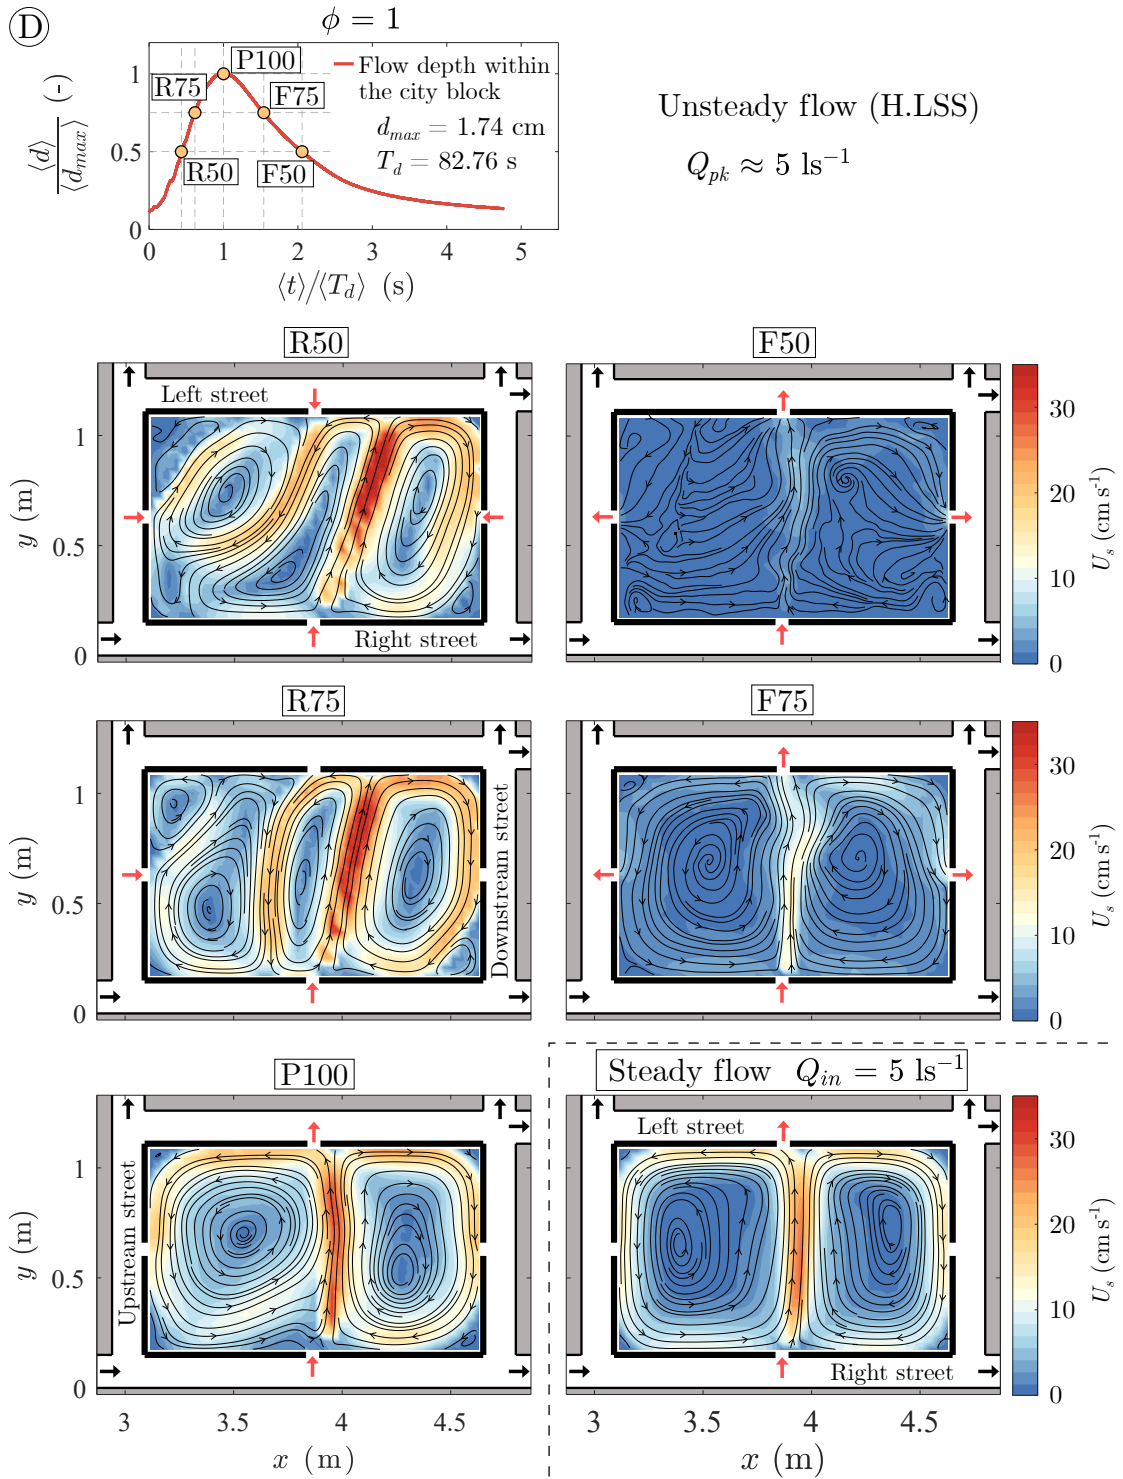 D
ϕ = 1
⟨d⟩/⟨d_max⟩ (-)
1
0.5
0
P100
R75
F75
R50
F50
Flow depth within
the city block
d_max = 1.74 cm
T_d = 82.76 s
0 1 2 3 4 5
⟨t⟩/⟨T_d⟩ (s)
Unsteady flow (H.LSS)
Q_pk ≈ 5 ls⁻¹
R50
Left street
Right street
y (m)
1
0.5
0
F50
30
20
10
0
U_s (cm s⁻¹)
R75
Downstream street
y (m)
1
0.5
0
F75
30
20
10
0
U_s (cm s⁻¹)
P100
Upstream street
y (m)
1
0.5
0
3 3.5 4 4.5
x (m)
Steady flow Q_in = 5 ls⁻¹
Left street
Right street
3 3.5 4 4.5
x (m)
30
20
10
0
U_s (cm s⁻¹)